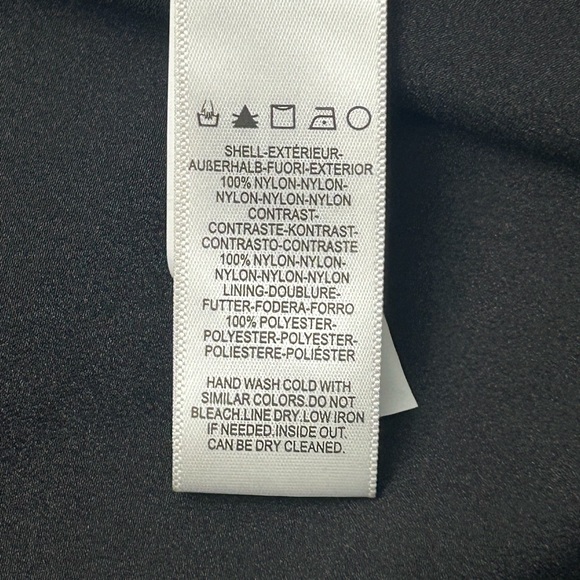 SHELL-EXTÉRIEUR-
AUßERHALB-FUORI-EXTERIOR
100% NYLON-NYLON-
NYLON-NYLON-NYLON
CONTRAST-
CONTRASTE-KONTRAST-
CONTRASTO-CONTRASTE
100% NYLON-NYLON-
NYLON-NYLON-NYLON
LINING-DOUBLURE-
FUTTER-FODERA-FORRO
100% POLYESTER-
POLYESTER-POLYESTER-
POLIESTERE-POLIÉSTER
HAND WASH COLD WITH
SIMILAR COLORS.DO NOT
BLEACH.LINE DRY.LOW IRON
IF NEEDED.INSIDE OUT.
CAN BE DRY CLEANED.